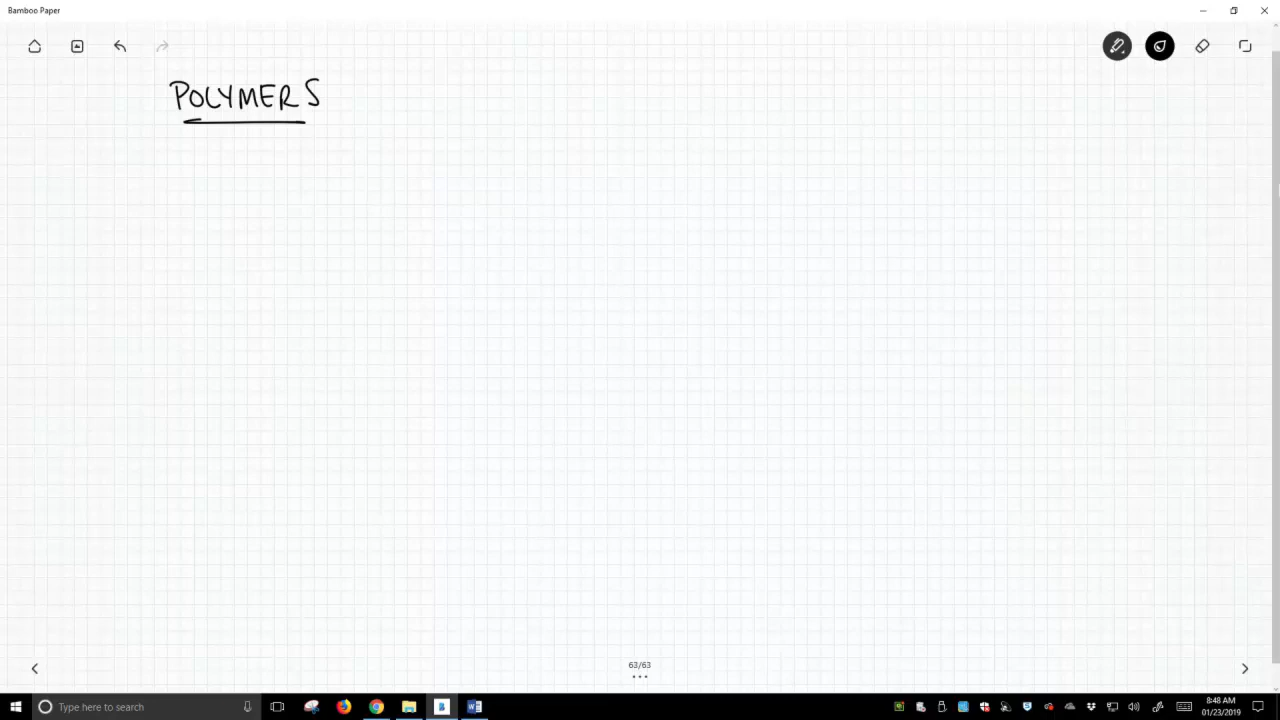 Bamboo Paper
POLYMERS
63/63
Type here to search
8:48 AM
01/23/2019